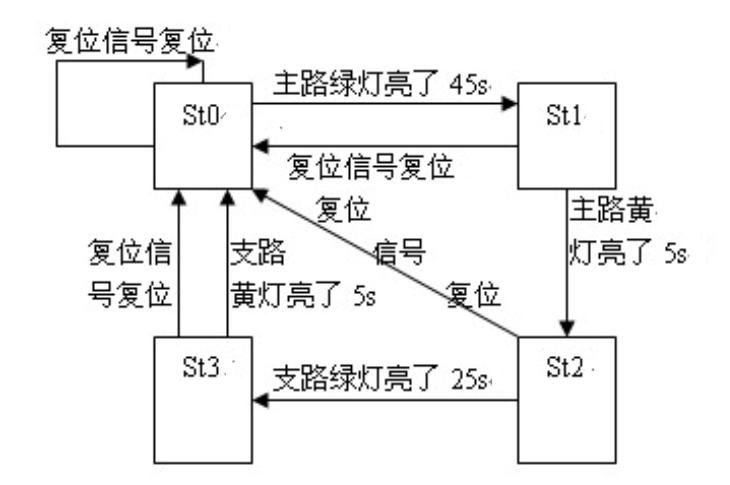 复位信号复位
主路绿灯亮了 45s
St0
St1
复位信号复位
复位
主路黄
复位信
支路
信号
灯亮了 5s
号复位
黄灯亮了 5s
复位
St3
St2
支路绿灯亮了 25s